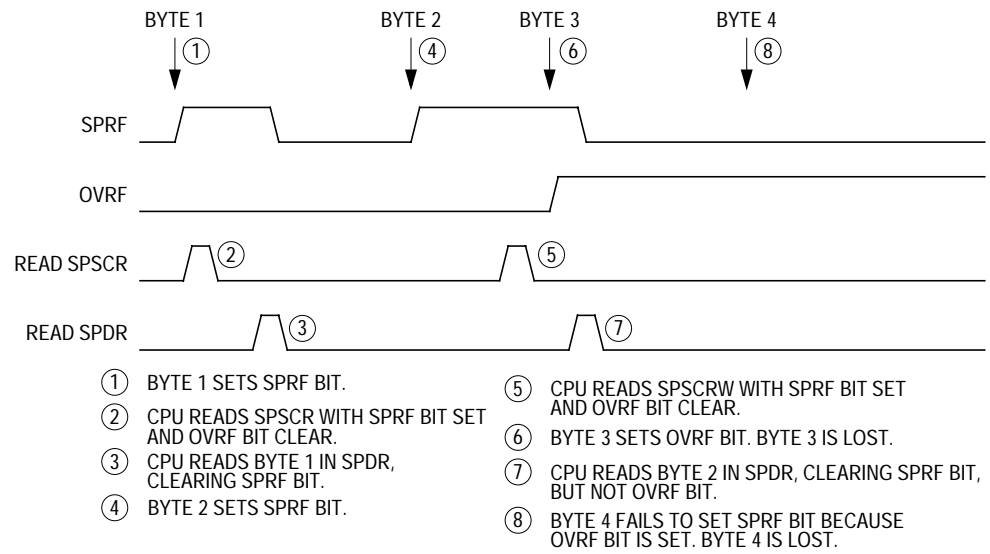 BYTE 1 BYTE 2 BYTE 3 BYTE 4
1 4 6 8
SPRF
OVRF
READ SPSCR 2 5
READ SPDR 3 7
1 BYTE 1 SETS SPRF BIT.
2 CPU READS SPSCR WITH SPRF BIT SET
AND OVRF BIT CLEAR.
3 CPU READS BYTE 1 IN SPDR,
CLEARING SPRF BIT.
4 BYTE 2 SETS SPRF BIT.
5 CPU READS SPSCRW WITH SPRF BIT SET
AND OVRF BIT CLEAR.
6 BYTE 3 SETS OVRF BIT. BYTE 3 IS LOST.
7 CPU READS BYTE 2 IN SPDR, CLEARING SPRF BIT,
BUT NOT OVRF BIT.
8 BYTE 4 FAILS TO SET SPRF BIT BECAUSE
OVRF BIT IS SET. BYTE 4 IS LOST.